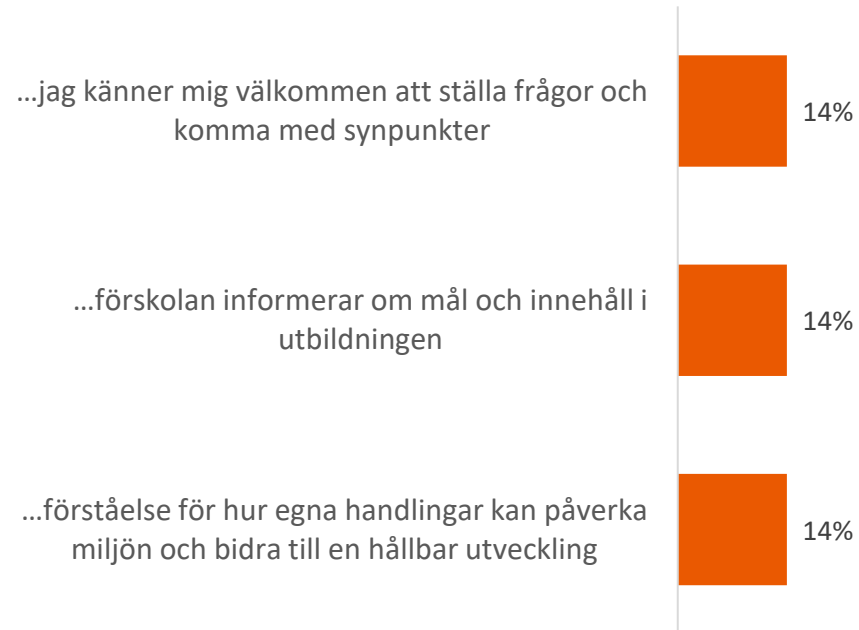 ...jag känner mig välkommen att ställa frågor och
komma med synpunkter
14%
...förskolan informerar om mål och innehåll i
utbildningen
14%
...förståelse för hur egna handlingar kan påverka
miljön och bidra till en hållbar utveckling
14%